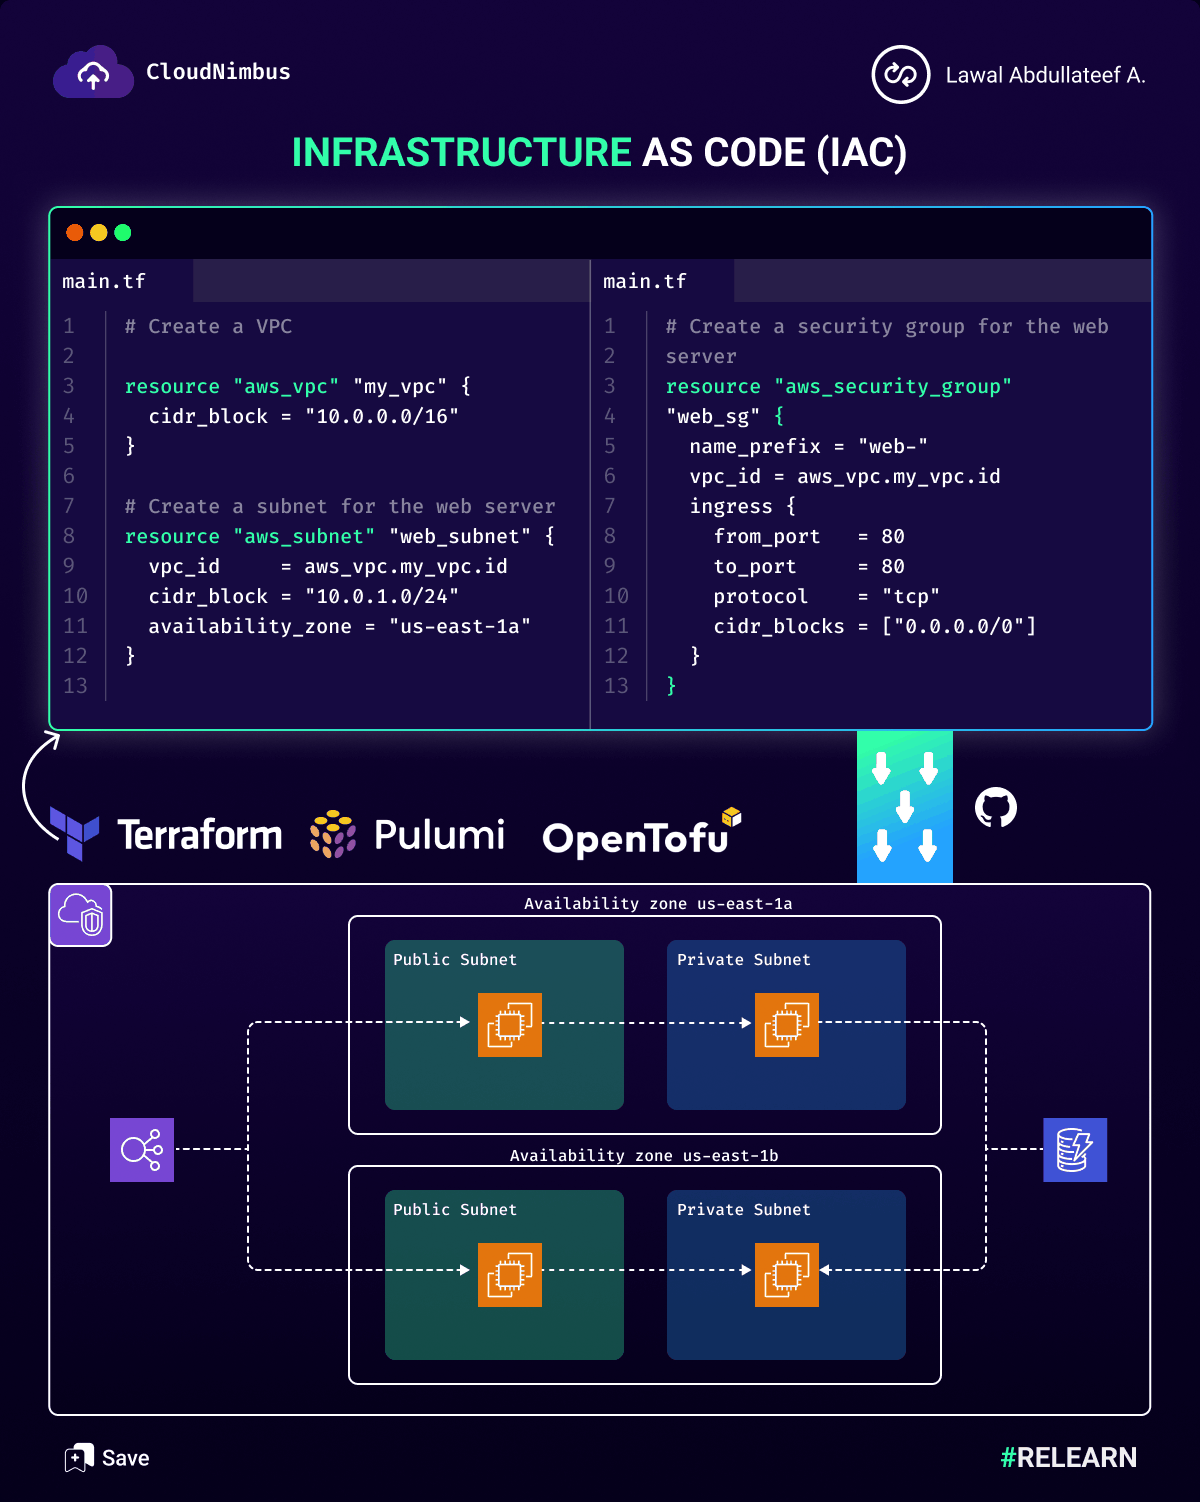 CloudNimbus
Lawal Abdullateef A.
INFRASTRUCTURE AS CODE (IAC)
main.tf
1 # Create a VPC
2
3 resource "aws_vpc" "my_vpc" {
4   cidr_block = "10.0.0.0/16"
5 }
6
7 # Create a subnet for the web server
8 resource "aws_subnet" "web_subnet" {
9   vpc_id     = aws_vpc.my_vpc.id
10   cidr_block = "10.0.1.0/24"
11   availability_zone = "us-east-1a"
12 }
13
main.tf
1 # Create a security group for the web
2 server
3 resource "aws_security_group"
4 "web_sg" {
5   name_prefix = "web-"
6   vpc_id = aws_vpc.my_vpc.id
7   ingress {
8     from_port   = 80
9     to_port     = 80
10     protocol    = "tcp"
11     cidr_blocks = ["0.0.0.0/0"]
12   }
13 }
Terraform
Pulumi
OpenTofu
Availability zone us-east-1a
Public Subnet
Private Subnet
Availability zone us-east-1b
Public Subnet
Private Subnet
Save
#RELEARN